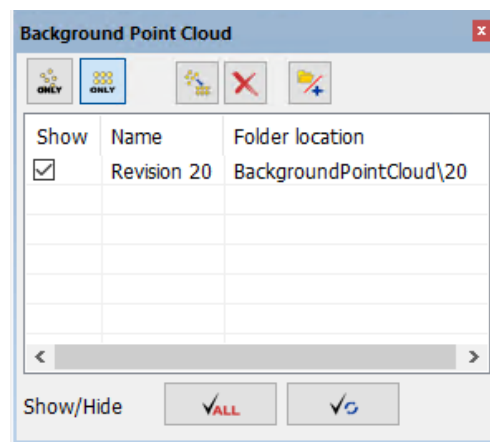 Background Point Cloud
x
ONLY ONLY
Show Name Folder location
Revision 20 BackgroundPointCloud\20
Show/Hide ALL